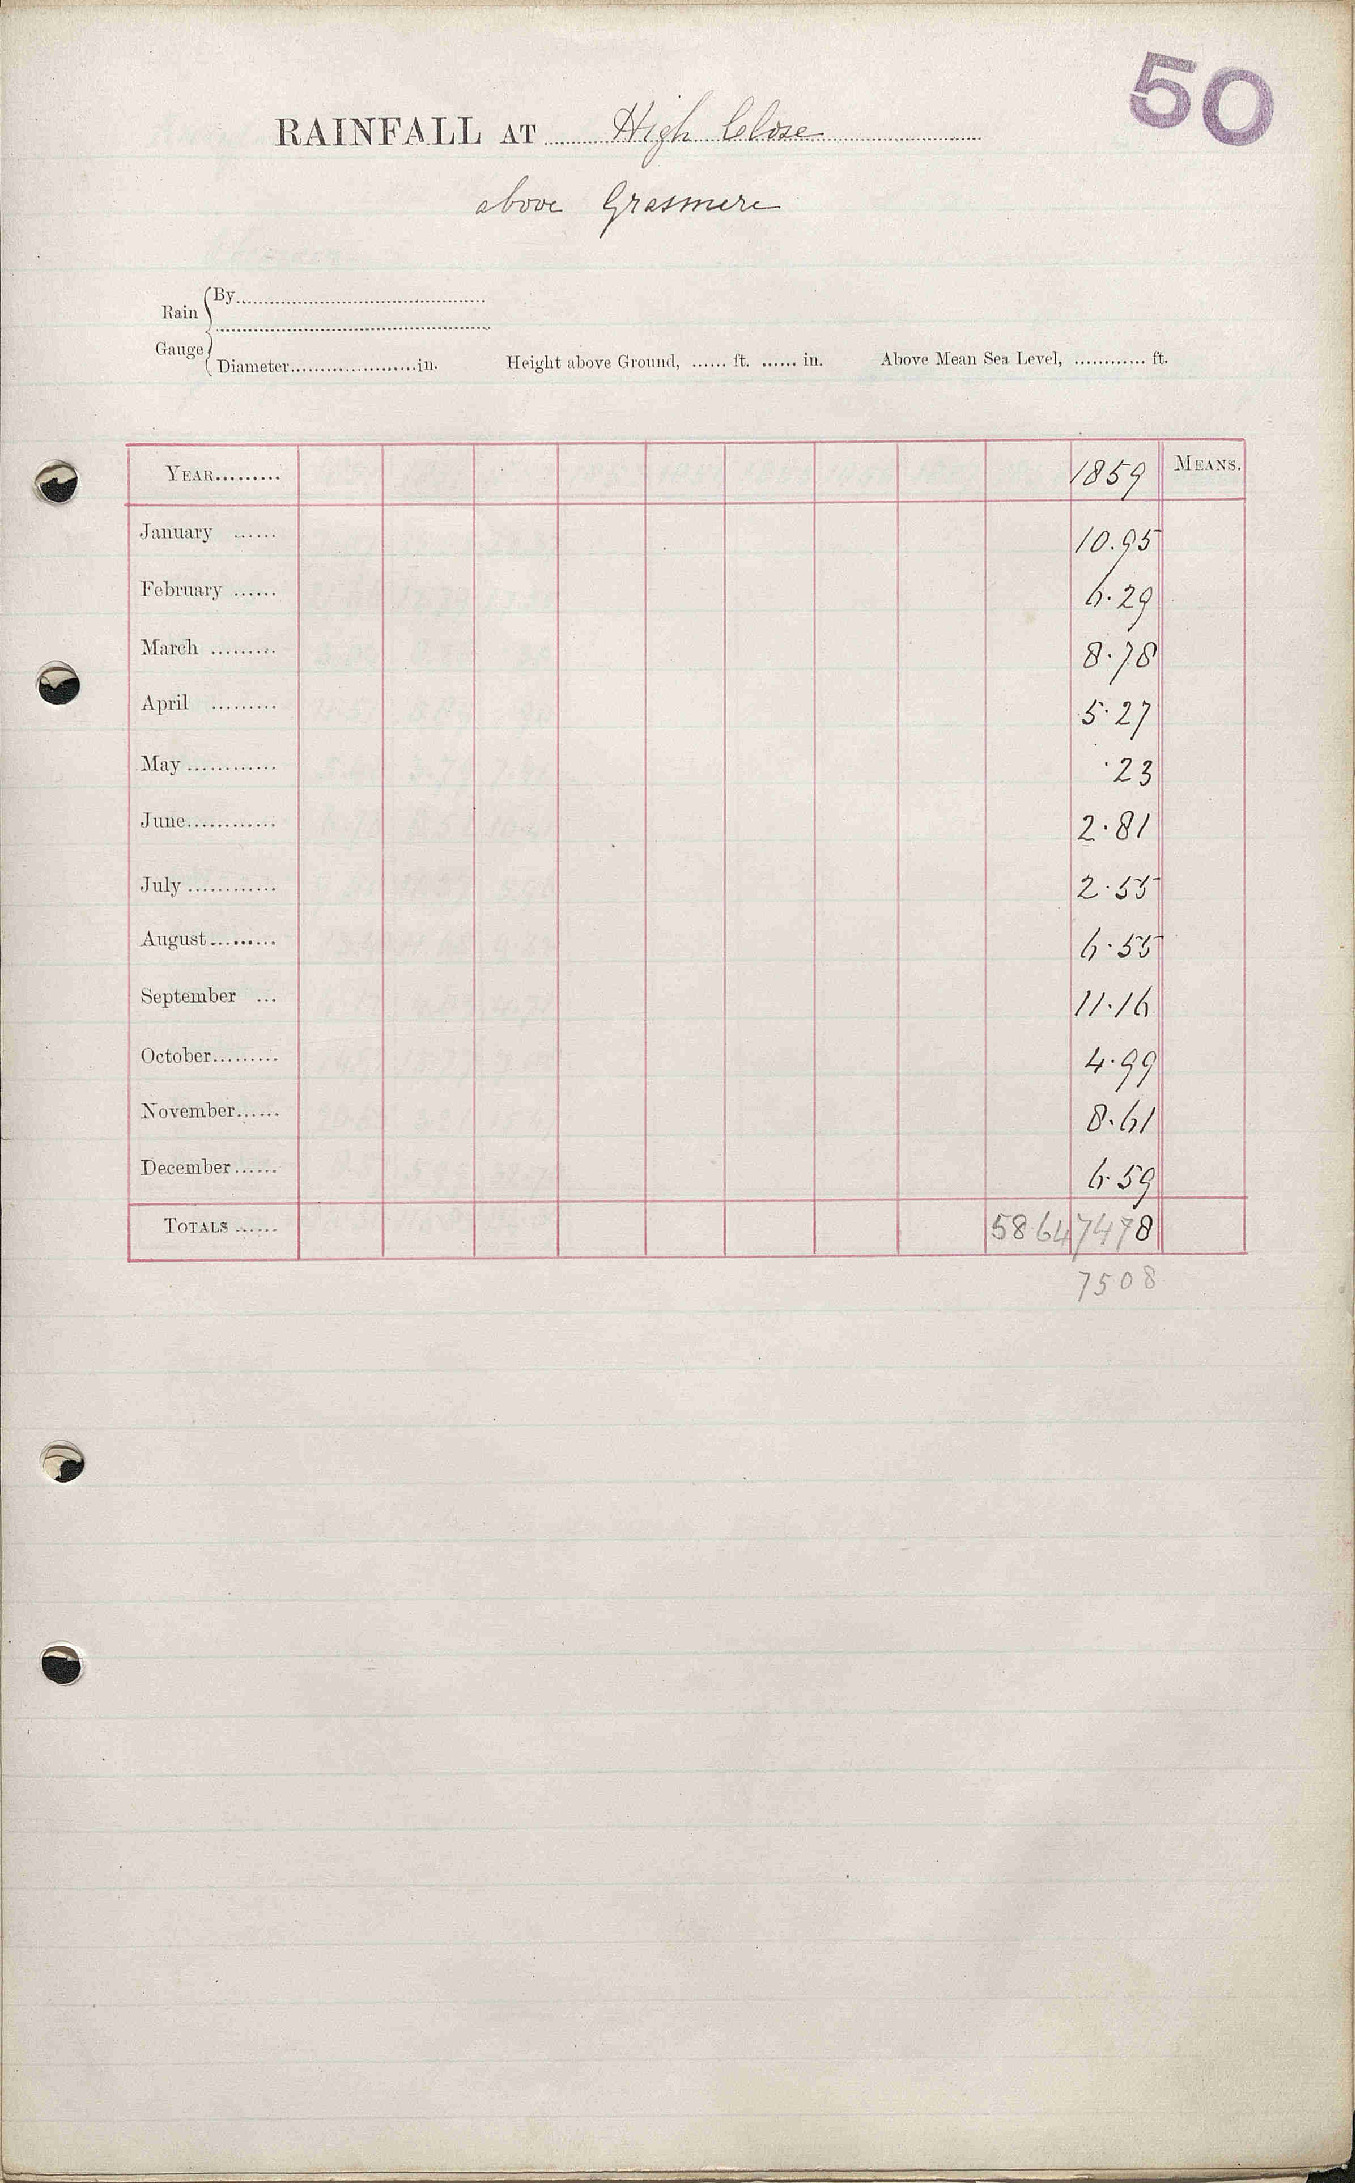 50
RAINFALL AT High Close
above Grasmere
Rain Gauge
By
Diameter in. Height above Ground, ft. in. Above Mean Sea Level, ft.
YEAR 1859 MEANS.
January 10.95
February 6.29
March 8.78
April 5.27
May .23
June 2.81
July 2.55
August 6.55
September 11.16
October 4.99
November 8.61
December 6.59
TOTALS 58.64 7478
7508